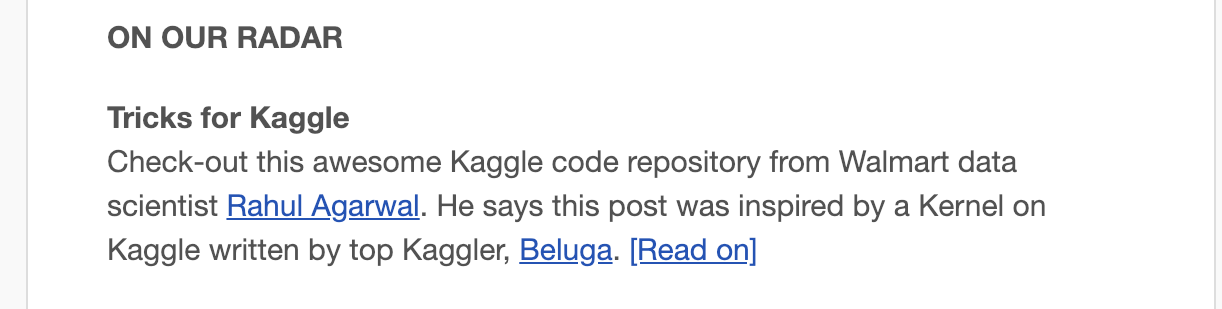 ON OUR RADAR
Tricks for Kaggle
Check-out this awesome Kaggle code repository from Walmart data
scientist Rahul Agarwal. He says this post was inspired by a Kernel on
Kaggle written by top Kaggler, Beluga. [Read on]